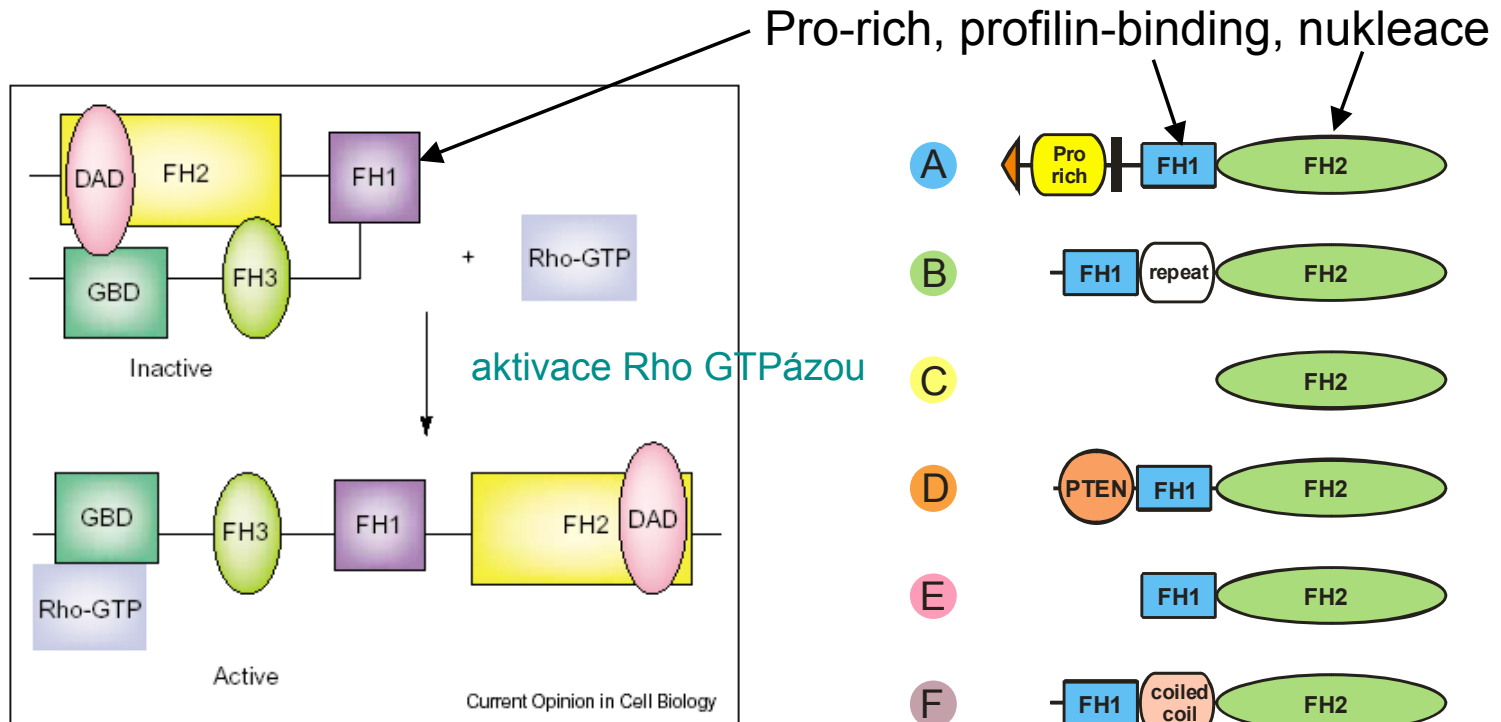 Pro-rich, profilin-binding, nukleace
DAD
FH2
FH1
GBD
FH3
+
Rho-GTP
Inactive
aktivace Rho GTPázou
GBD
FH3
FH1
FH2
DAD
Rho-GTP
Active
Current Opinion in Cell Biology
A
Pro
rich
FH1
FH2
B
FH1
repeat
FH2
C
FH2
D
PTEN
FH1
FH2
E
FH1
FH2
F
FH1
coiled
coil
FH2